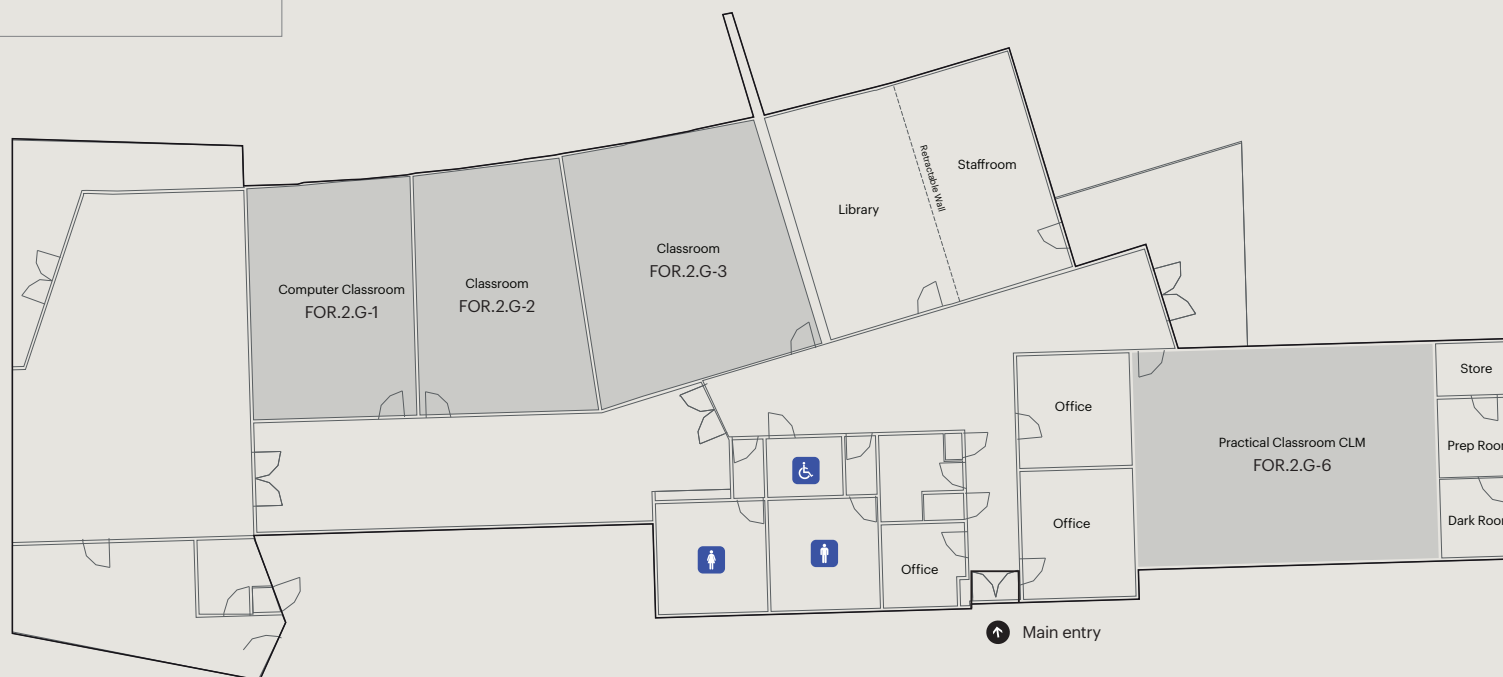 Computer Classroom
FOR.2.G-1
Classroom
FOR.2.G-2
Classroom
FOR.2.G-3
Library
Retractable Wall
Staffroom
Office
Office
Office
Practical Classroom CLM
FOR.2.G-6
Store
Prep Roo
Dark Roo
Main entry